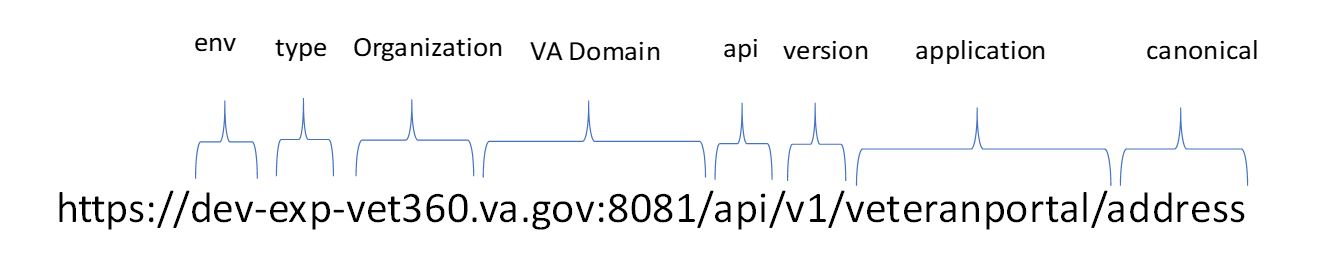 env type Organization VA Domain api version application canonical
https://dev-exp-vet360.va.gov:8081/api/v1/veteranportal/address